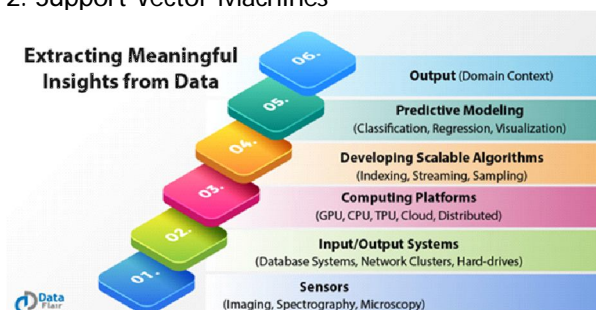 2. Support Vector Machines
Extracting Meaningful
Insights from Data
06.
Output (Domain Context)
05.
Predictive Modeling
(Classification, Regression, Visualization)
04.
Developing Scalable Algorithms
(Indexing, Streaming, Sampling)
03.
Computing Platforms
(GPU, CPU, TPU, Cloud, Distributed)
02.
Input/Output Systems
(Database Systems, Network Clusters, Hard-drives)
01.
Sensors
(Imaging, Spectrography, Microscopy)
Data
Flair